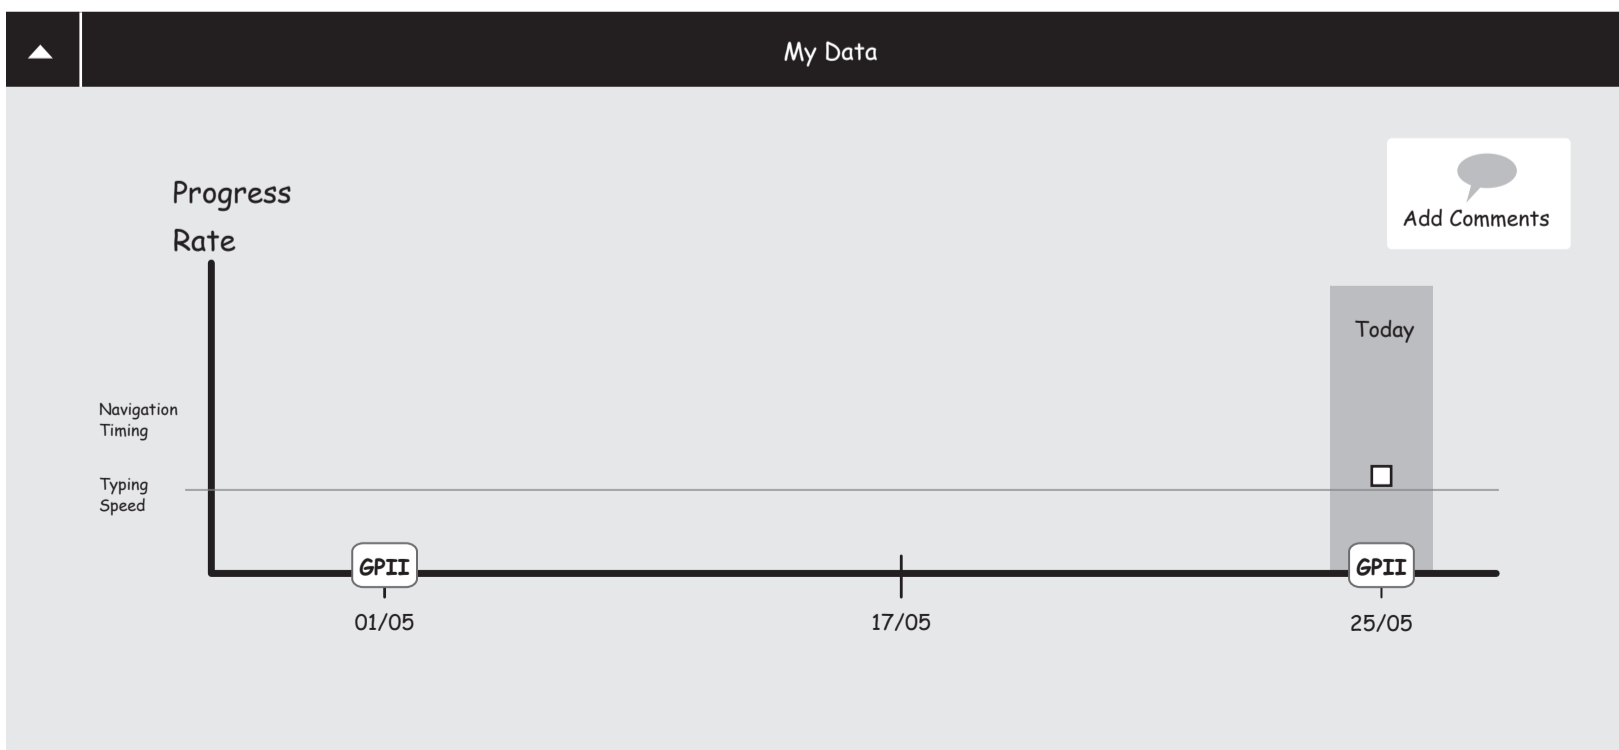 My Data
Add Comments
Progress
Rate
Today
Navigation
Timing
Typing
Speed
GPII
GPII
01/05
17/05
25/05